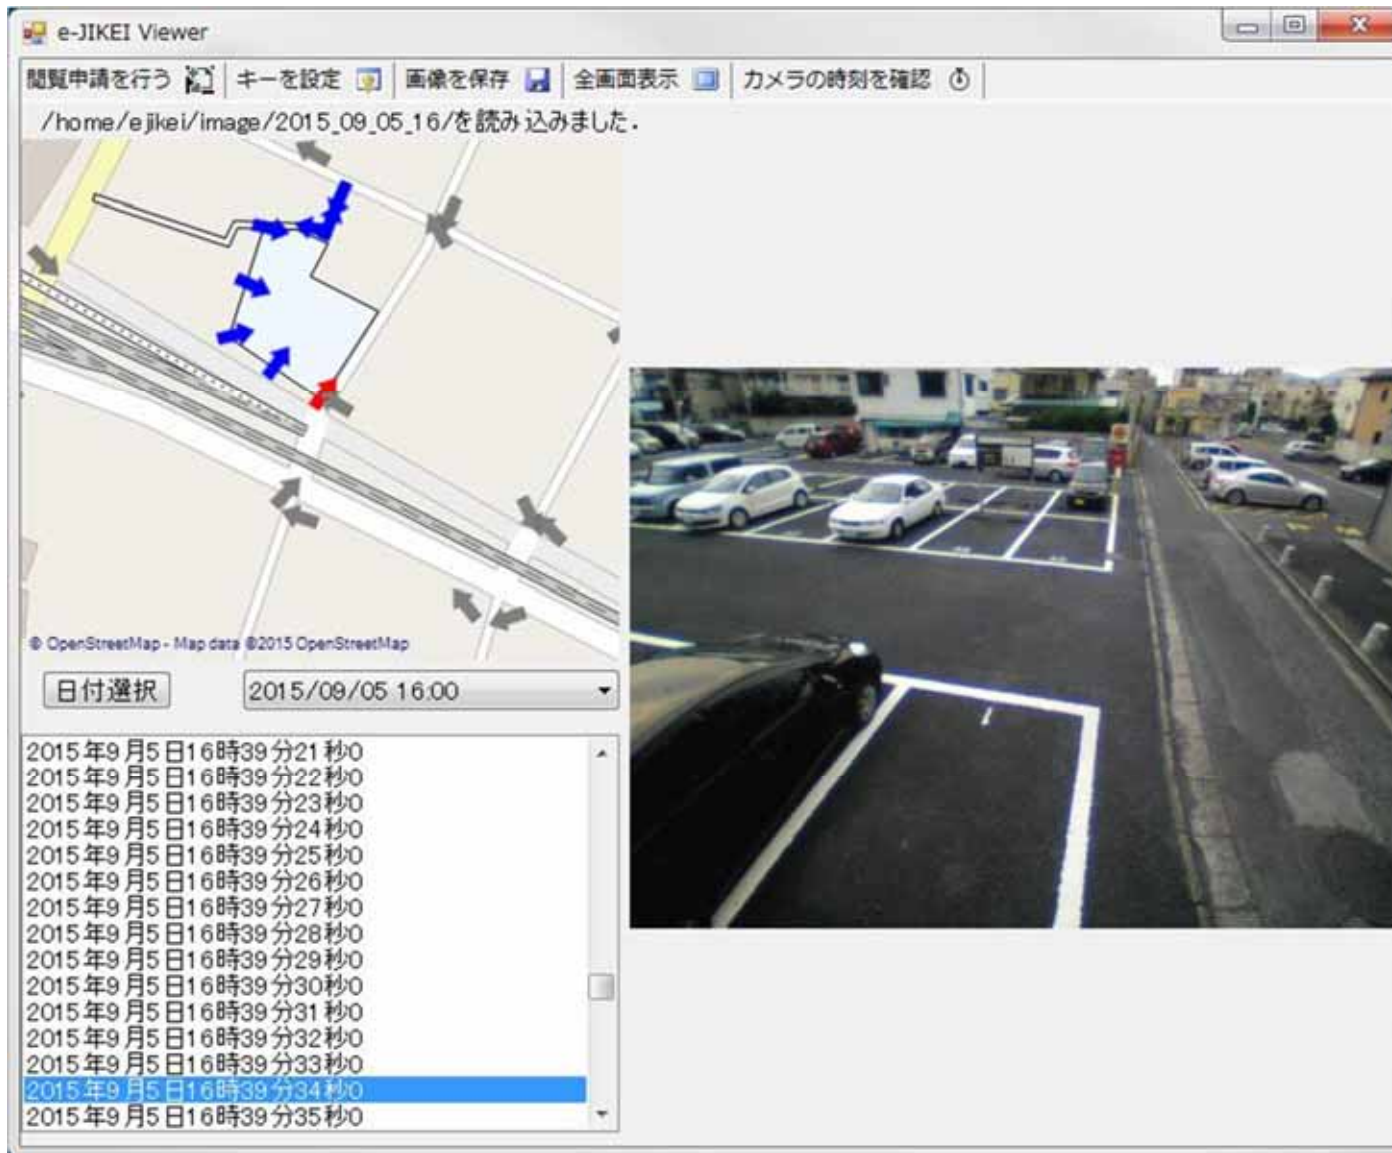 e-JIKEI Viewer
閲覧申請を行う キーを設定 画像を保存 全画面表示 カメラの時刻を確認
/home/ejikei/image/2015_09_05_16/を読み込みました.
© OpenStreetMap - Map data ©2015 OpenStreetMap
日付選択 2015/09/05 16:00
2015年9月5日16時39分21秒0
2015年9月5日16時39分22秒0
2015年9月5日16時39分23秒0
2015年9月5日16時39分24秒0
2015年9月5日16時39分25秒0
2015年9月5日16時39分26秒0
2015年9月5日16時39分27秒0
2015年9月5日16時39分28秒0
2015年9月5日16時39分29秒0
2015年9月5日16時39分30秒0
2015年9月5日16時39分31秒0
2015年9月5日16時39分32秒0
2015年9月5日16時39分33秒0
2015年9月5日16時39分34秒0
2015年9月5日16時39分35秒0